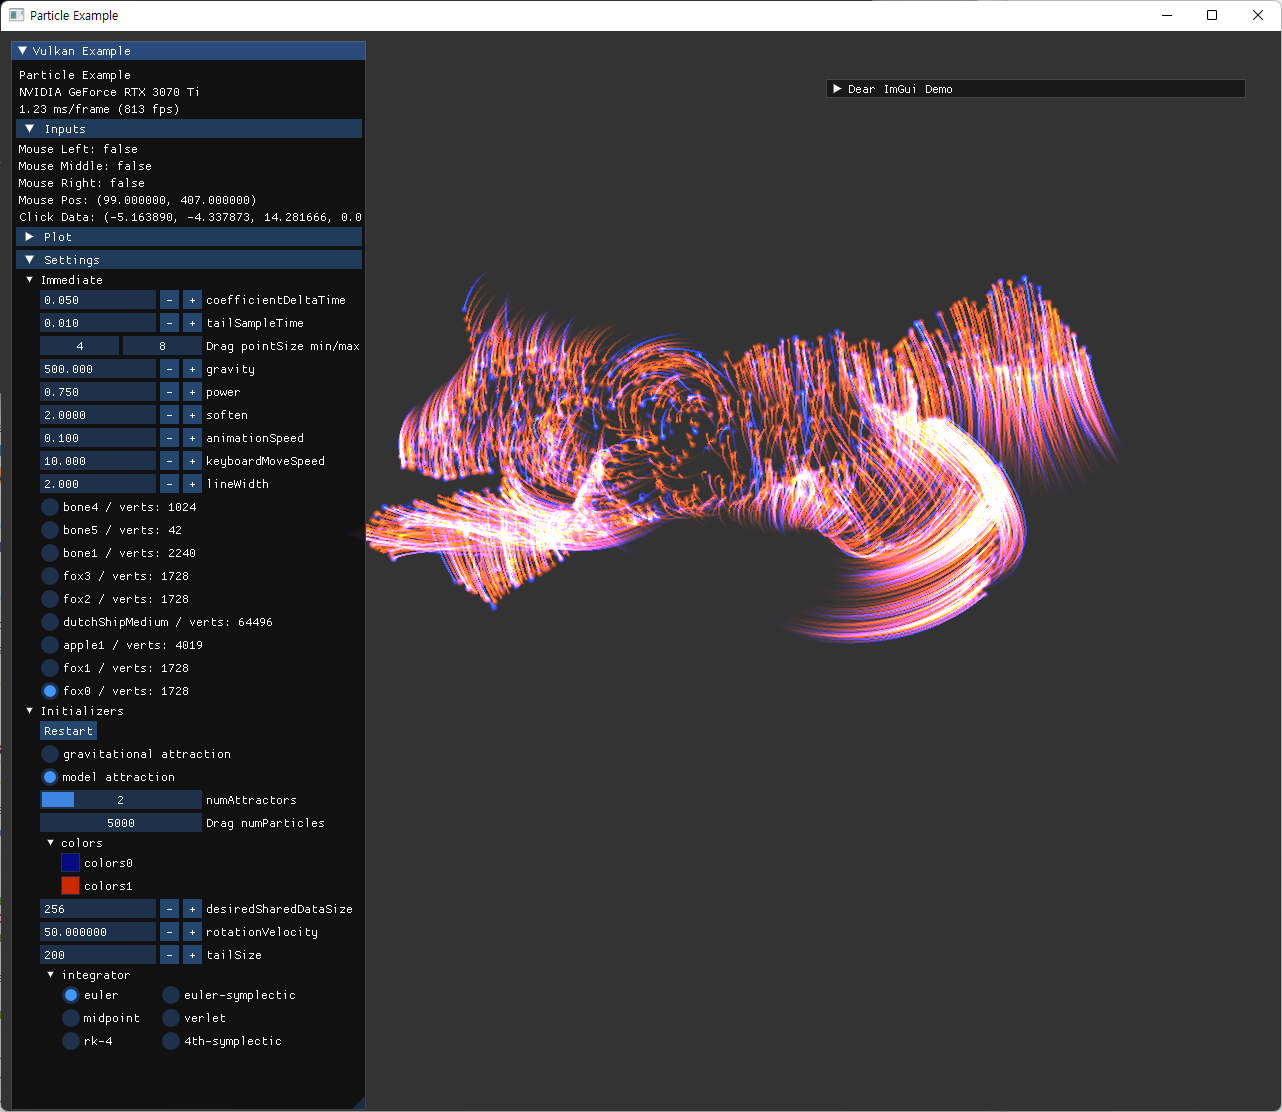 Particle Example
Vulkan Example
Particle Example
NVIDIA GeForce RTX 3070 Ti
1.23 ms/frame (813 fps)
Inputs
Mouse Left: false
Mouse Middle: false
Mouse Right: false
Mouse Pos: (99.000000, 407.000000)
Click Data: (-5.163890, -4.337873, 14.281666, 0.0
Plot
Settings
Immediate
0.050 - + coefficientDeltaTime
0.010 - + tailSampleTime
4 8 Drag pointSize min/max
500.000 - + gravity
0.750 - + power
2.0000 - + soften
0.100 - + animationSpeed
10.000 - + keyboardMoveSpeed
2.000 - + lineWidth
bone4 / verts: 1024
bone5 / verts: 42
bone1 / verts: 2240
fox3 / verts: 1728
fox2 / verts: 1728
dutchShipMedium / verts: 64496
apple1 / verts: 4019
fox1 / verts: 1728
fox0 / verts: 1728
Initializers
Restart
gravitational attraction
model attraction
2 numAttractors
5000 Drag numParticles
colors
colors0
colors1
256 - + desiredSharedDataSize
50.000000 - + rotationVelocity
200 - + tailSize
integrator
euler euler-symplectic
midpoint verlet
rk-4 4th-symplectic
Dear ImGui Demo